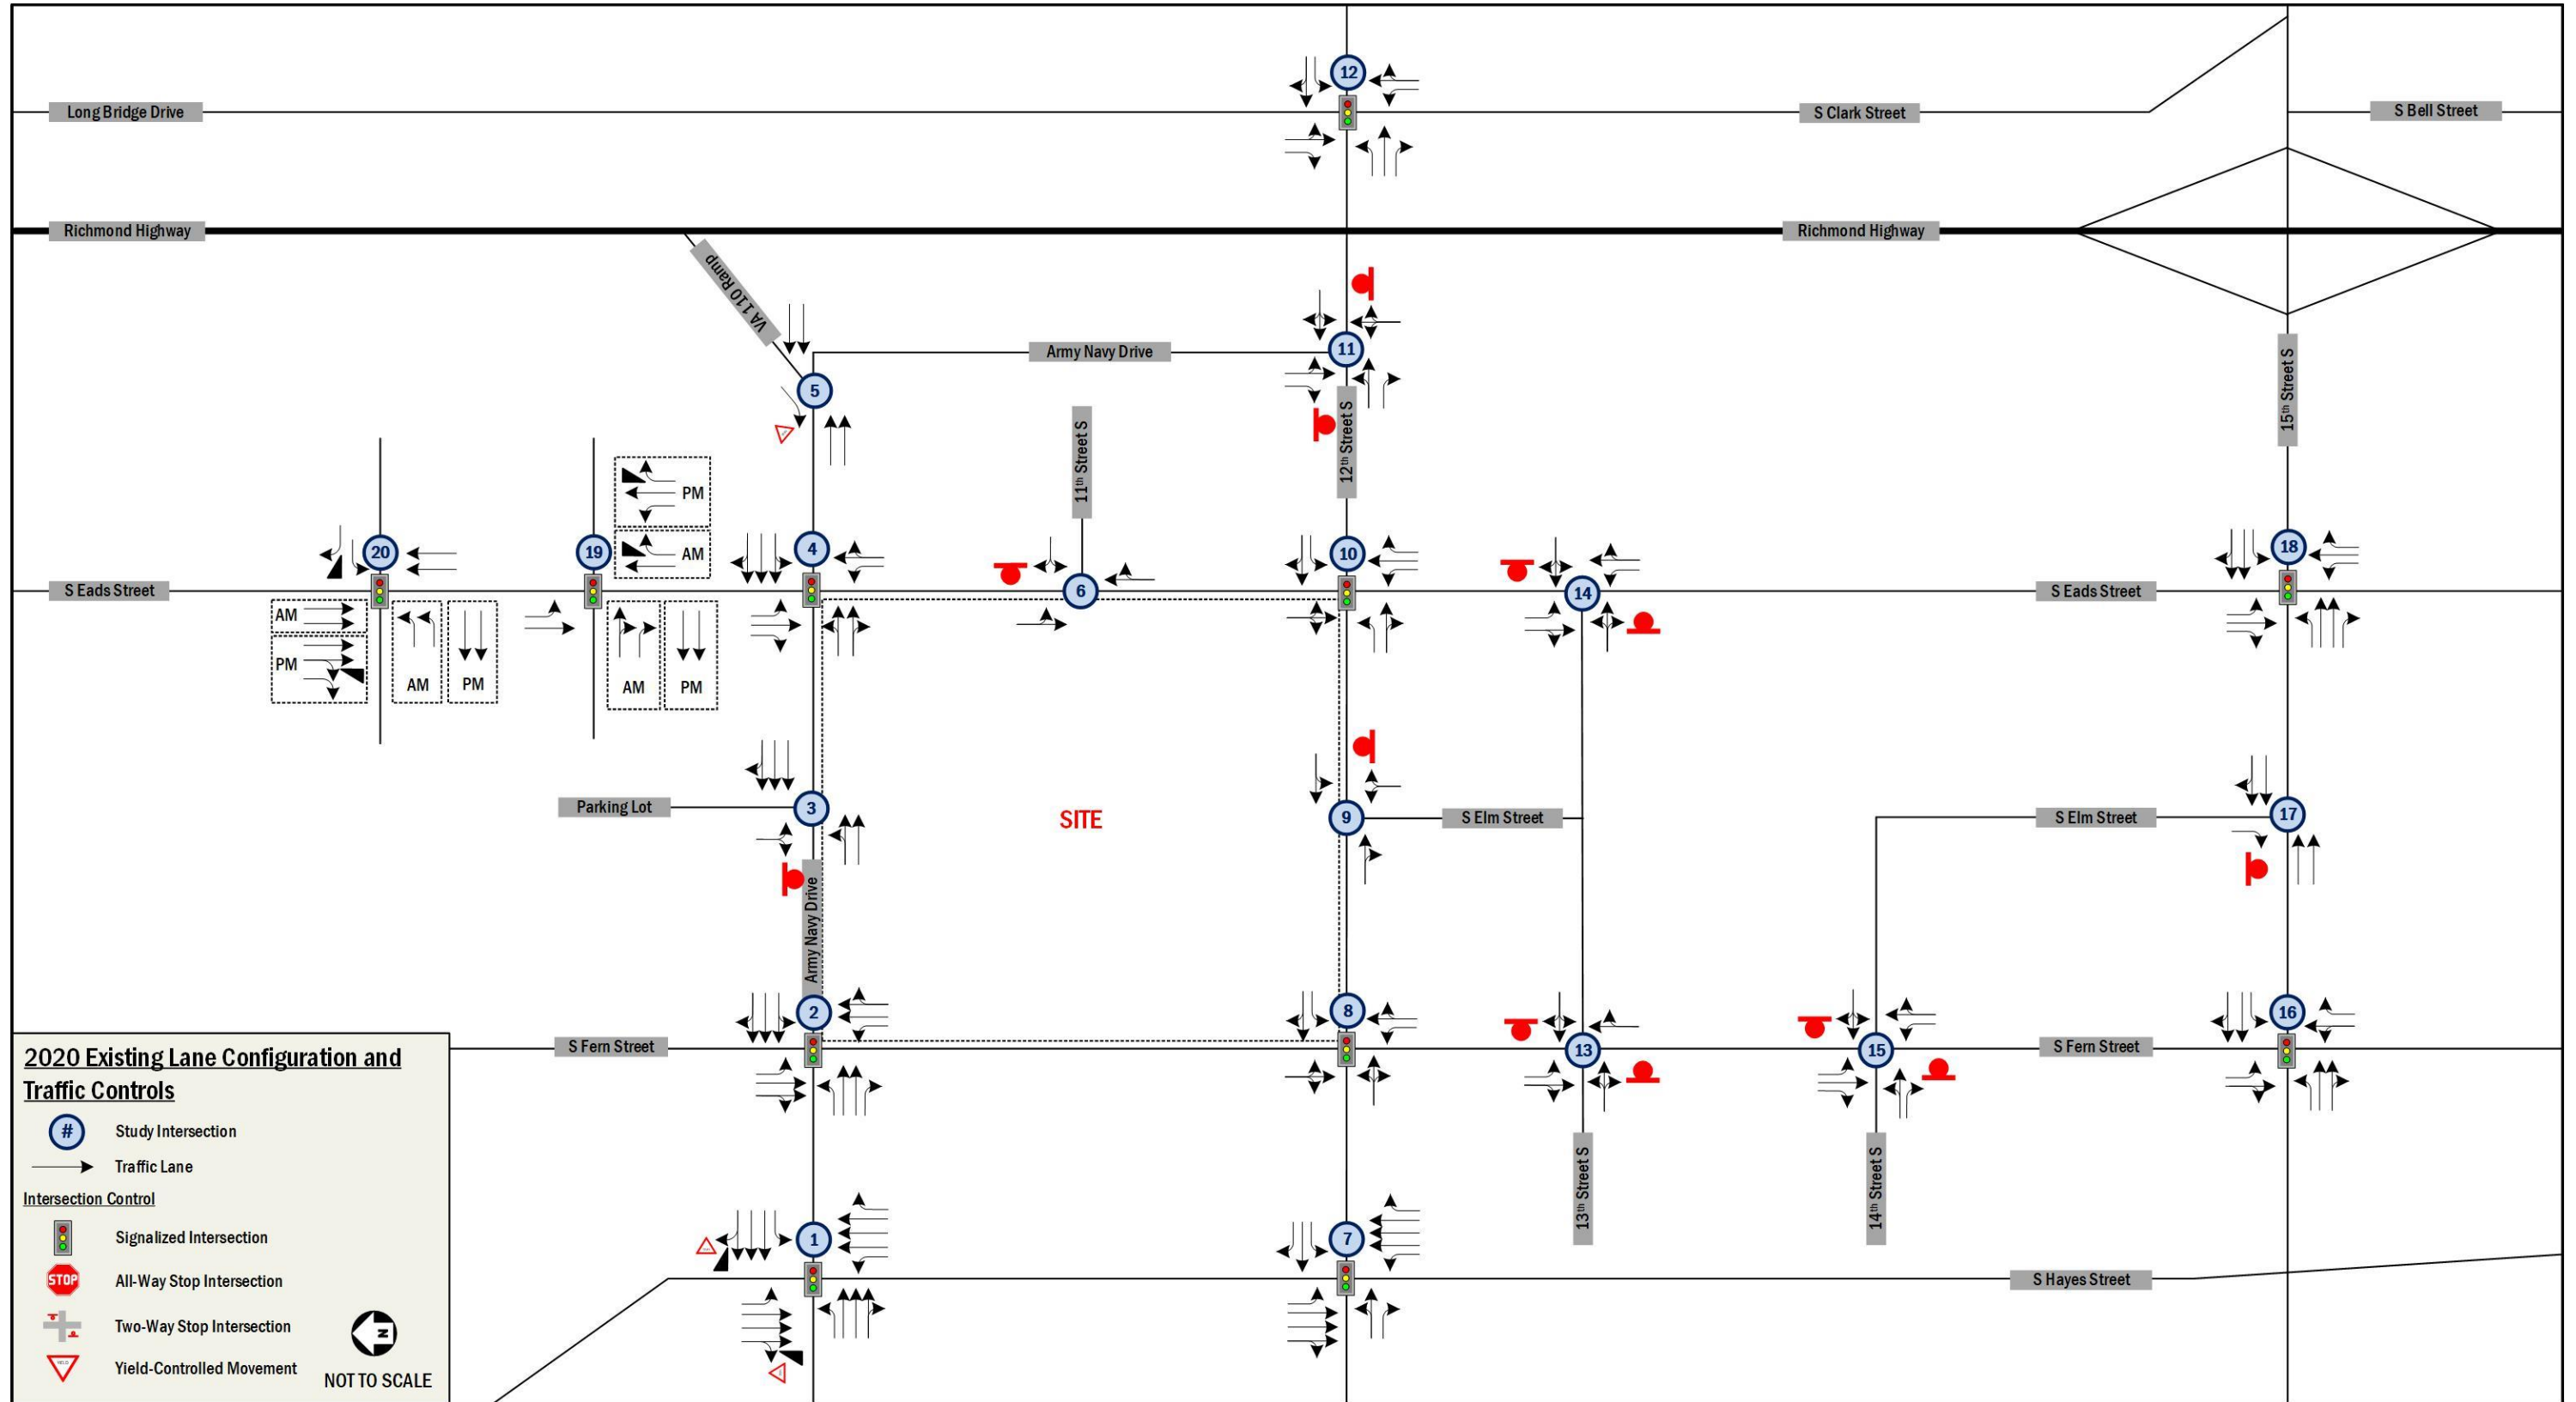 12
Long Bridge Drive
S Clark Street
S Bell Street
Richmond Highway
Richmond Highway
VA 110 Ramp
11
Army Navy Drive
5
15th Street S
12th Street S
11th Street S
PM
AM
20
19
4
10
18
S Eads Street
6
14
S Eads Street
AM
PM
AM
PM
AM
PM
Parking Lot
3
SITE
9
S Elm Street
S Elm Street
17
Army Navy Drive
2
8
16
S Fern Street
13
15
S Fern Street
13th Street S
14th Street S
1
7
S Hayes Street
2020 Existing Lane Configuration and
Traffic Controls
# Study Intersection
Traffic Lane
Intersection Control
Signalized Intersection
STOP All-Way Stop Intersection
Two-Way Stop Intersection
N
Yield-Controlled Movement
NOT TO SCALE